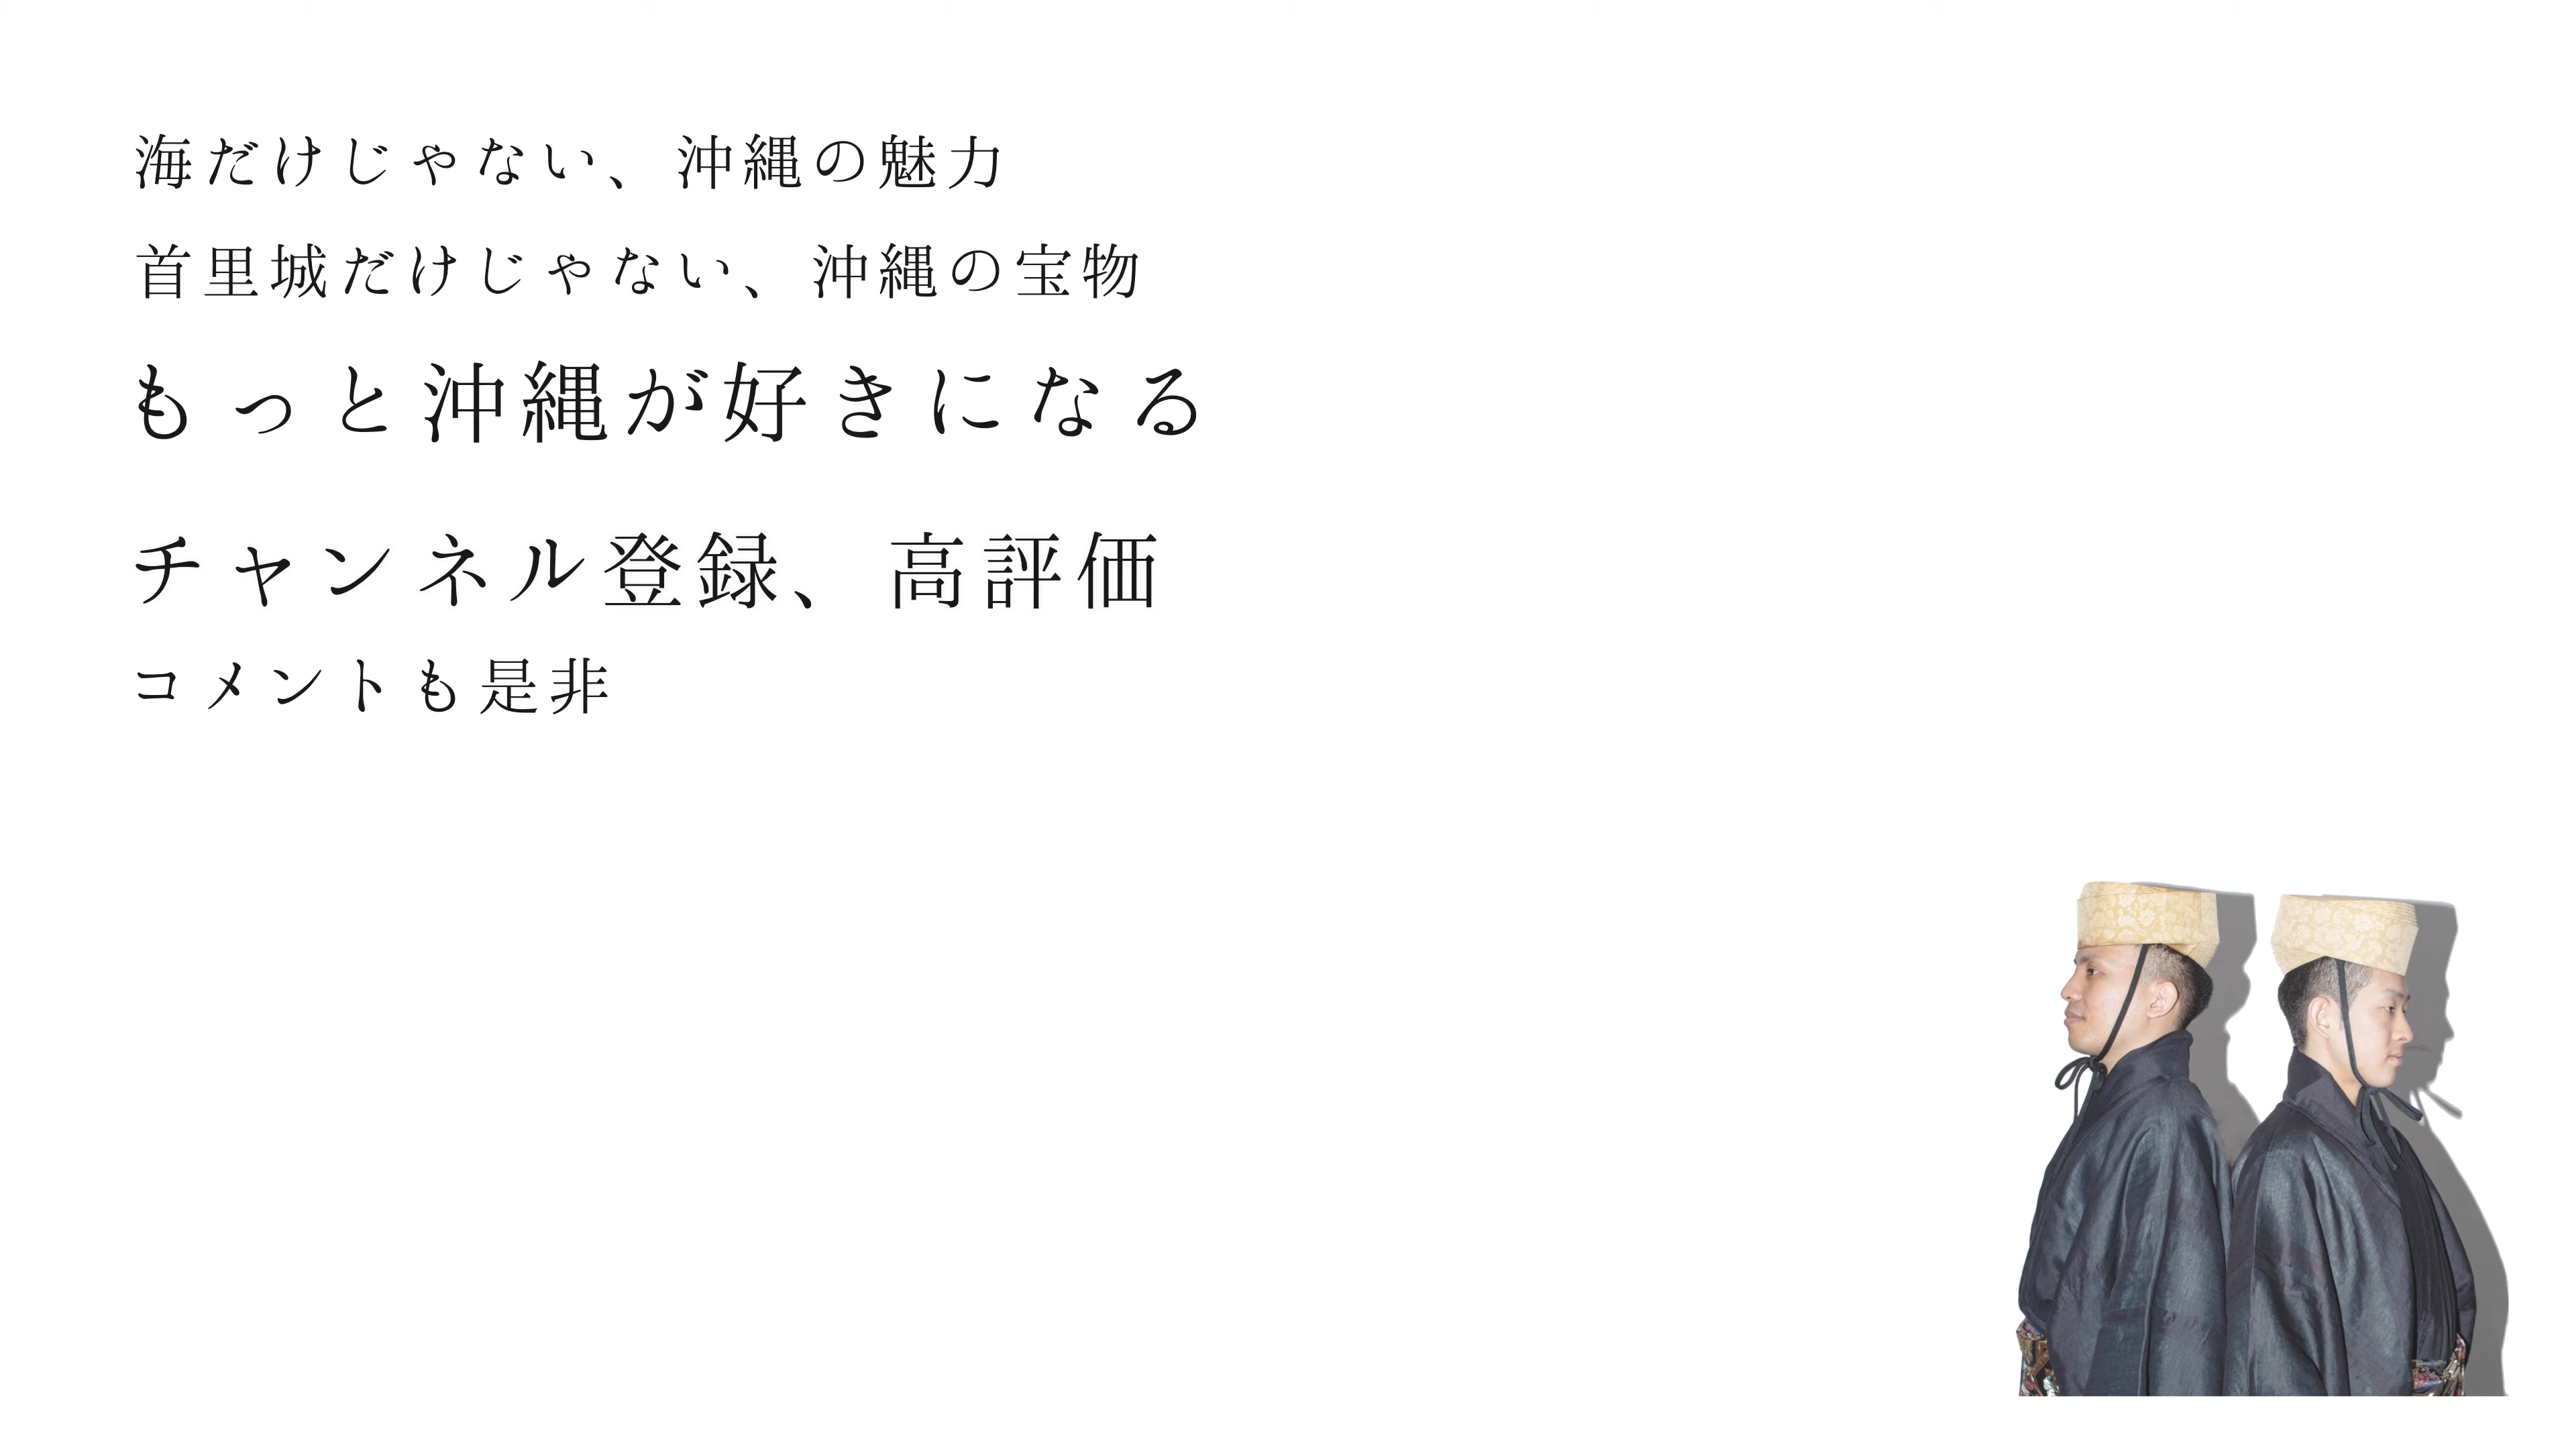 海だけじゃない、沖縄の魅力
首里城だけじゃない、沖縄の宝物
もっと沖縄が好きになる
チャンネル登録、高評価
コメントも是非